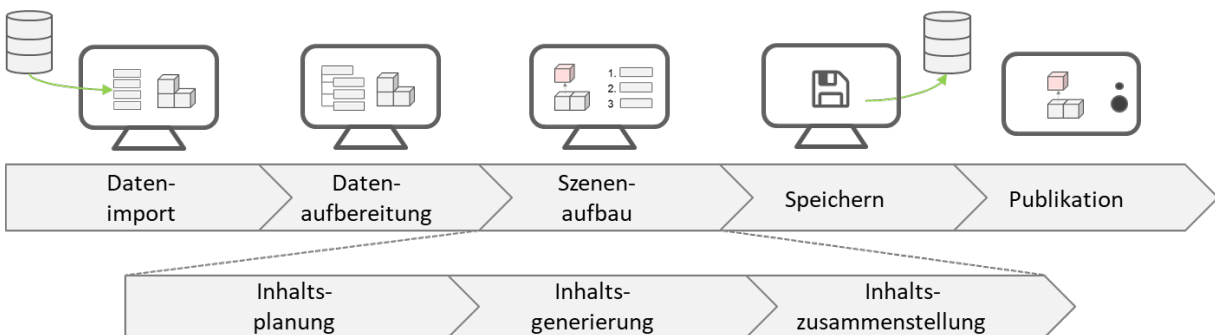 1.
2.
3
Daten-
import
Daten-
aufbereitung
Szenen-
aufbau
Speichern
Publikation
Inhalts-
planung
Inhalts-
generierung
Inhalts-
zusammenstellung